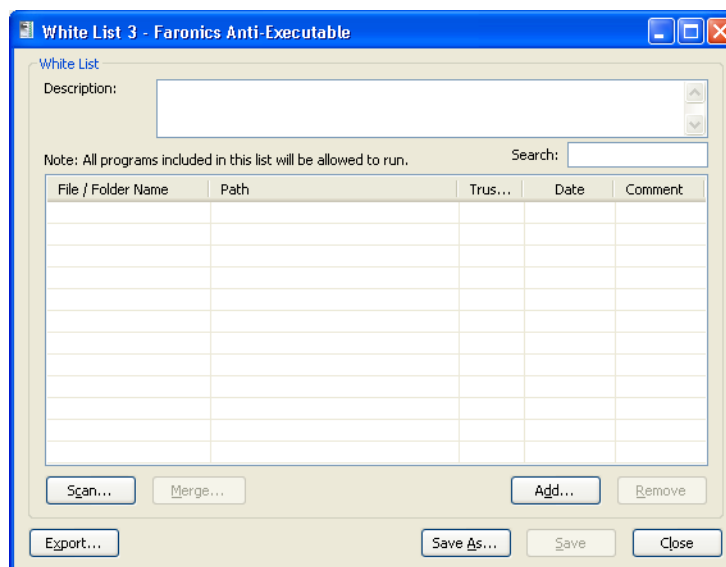 White List 3 - Faronics Anti-Executable
White List
Description:
Note: All programs included in this list will be allowed to run.
Search:
File / Folder Name Path Trus... Date Comment
Scan... Merge... Add... Remove
Export... Save As... Save Close